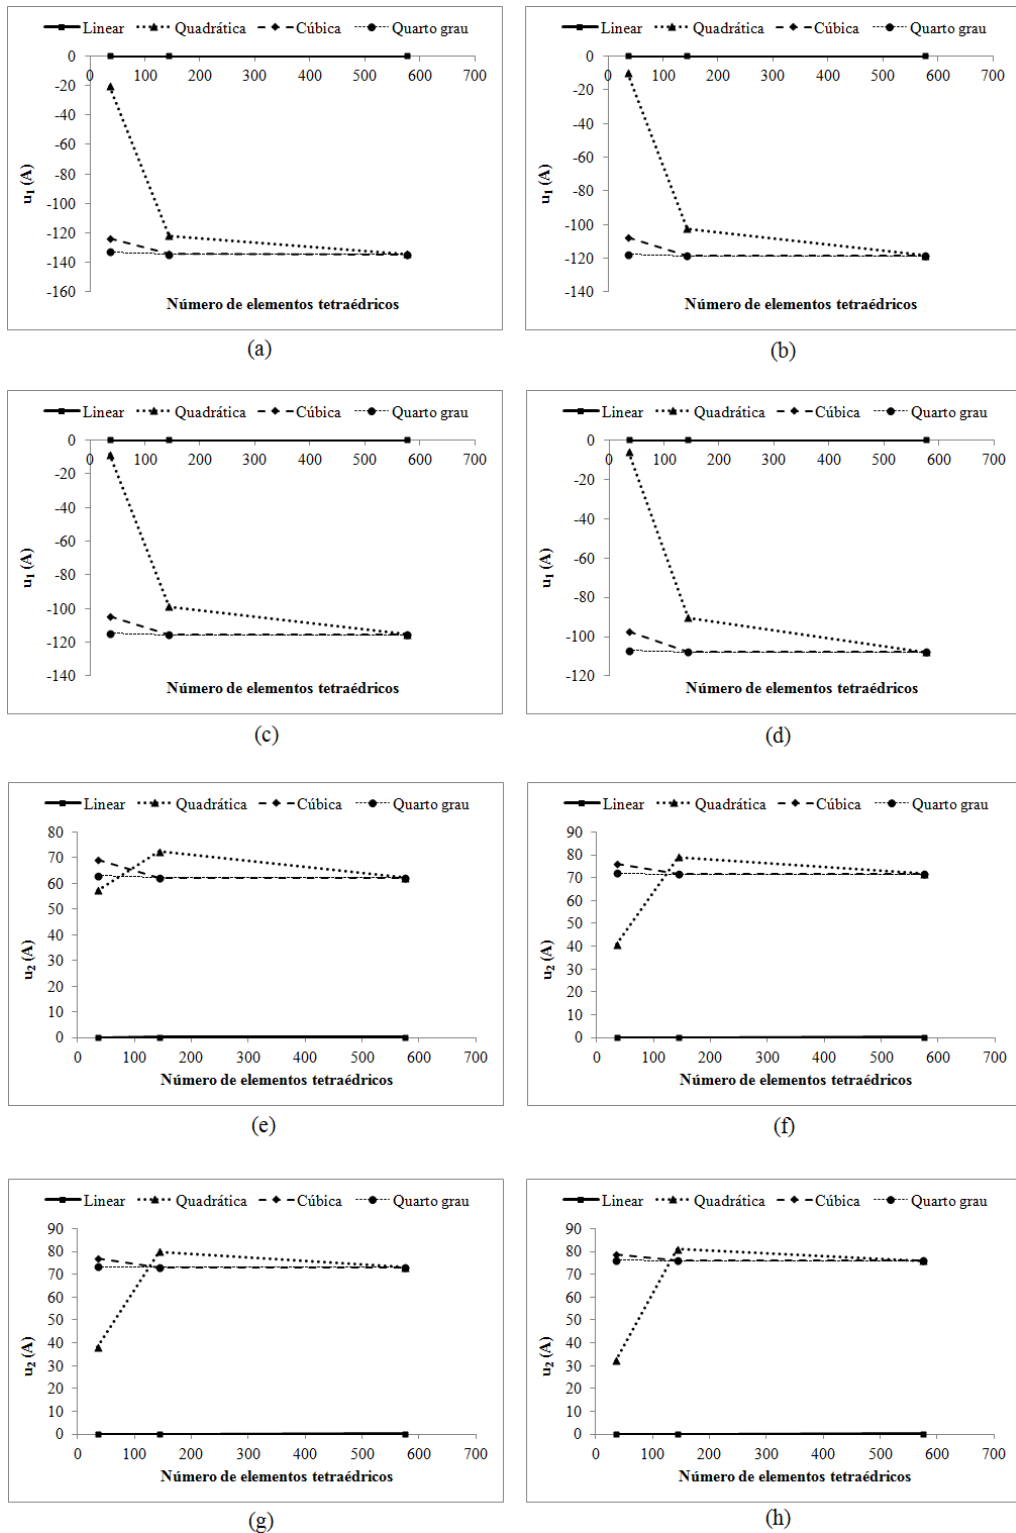 Linear Quadrática Cúbica Quarto grau
0
-20
-40
-60
-80
-100
-120
-140
-160
0 100 200 300 400 500 600 700
u1 (A)
Número de elementos tetraédricos
(a)
Linear Quadrática Cúbica Quarto grau
0
-20
-40
-60
-80
-100
-120
-140
0 100 200 300 400 500 600 700
u1 (A)
Número de elementos tetraédricos
(b)
Linear Quadrática Cúbica Quarto grau
0
-20
-40
-60
-80
-100
-120
-140
0 100 200 300 400 500 600 700
u1 (A)
Número de elementos tetraédricos
(c)
Linear Quadrática Cúbica Quarto grau
0
-20
-40
-60
-80
-100
-120
0 100 200 300 400 500 600 700
u1 (A)
Número de elementos tetraédricos
(d)
Linear Quadrática Cúbica Quarto grau
80
70
60
50
40
30
20
10
0
0 100 200 300 400 500 600 700
u2 (A)
Número de elementos tetraédricos
(e)
Linear Quadrática Cúbica Quarto grau
90
80
70
60
50
40
30
20
10
0
0 100 200 300 400 500 600 700
u2 (A)
Número de elementos tetraédricos
(f)
Linear Quadrática Cúbica Quarto grau
90
80
70
60
50
40
30
20
10
0
0 100 200 300 400 500 600 700
u2 (A)
Número de elementos tetraédricos
(g)
Linear Quadrática Cúbica Quarto grau
90
80
70
60
50
40
30
20
10
0
0 100 200 300 400 500 600 700
u2 (A)
Número de elementos tetraédricos
(h)